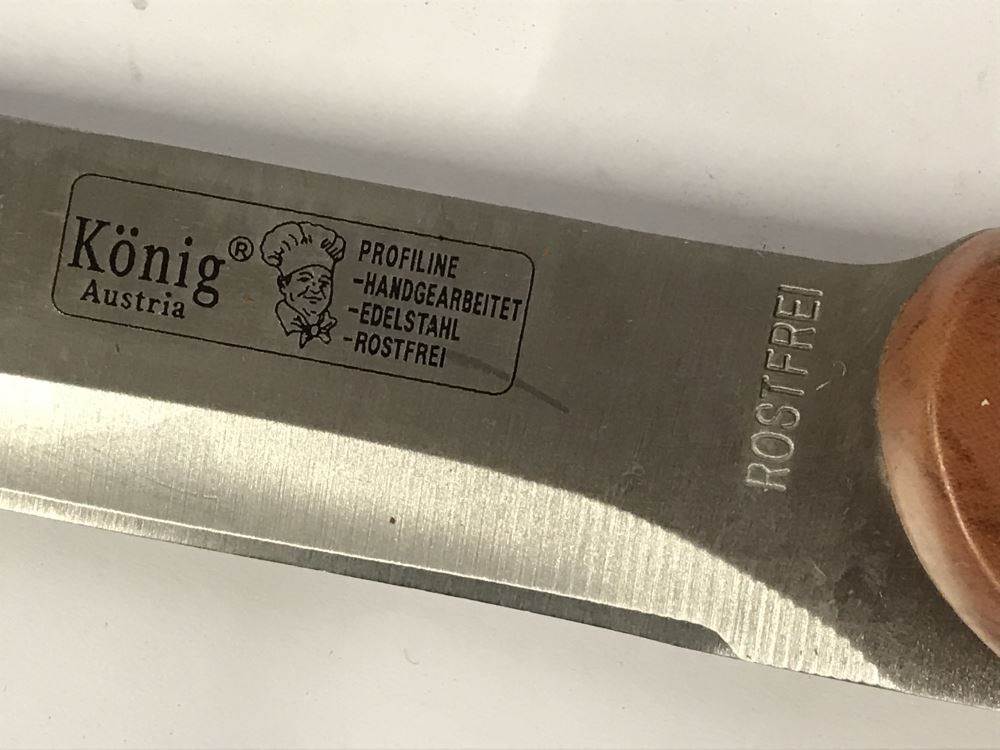 König®
Austria
PROFILINE
-HANDGEARBEITET
-EDELSTAHL
-ROSTFREI
ROSTFREI